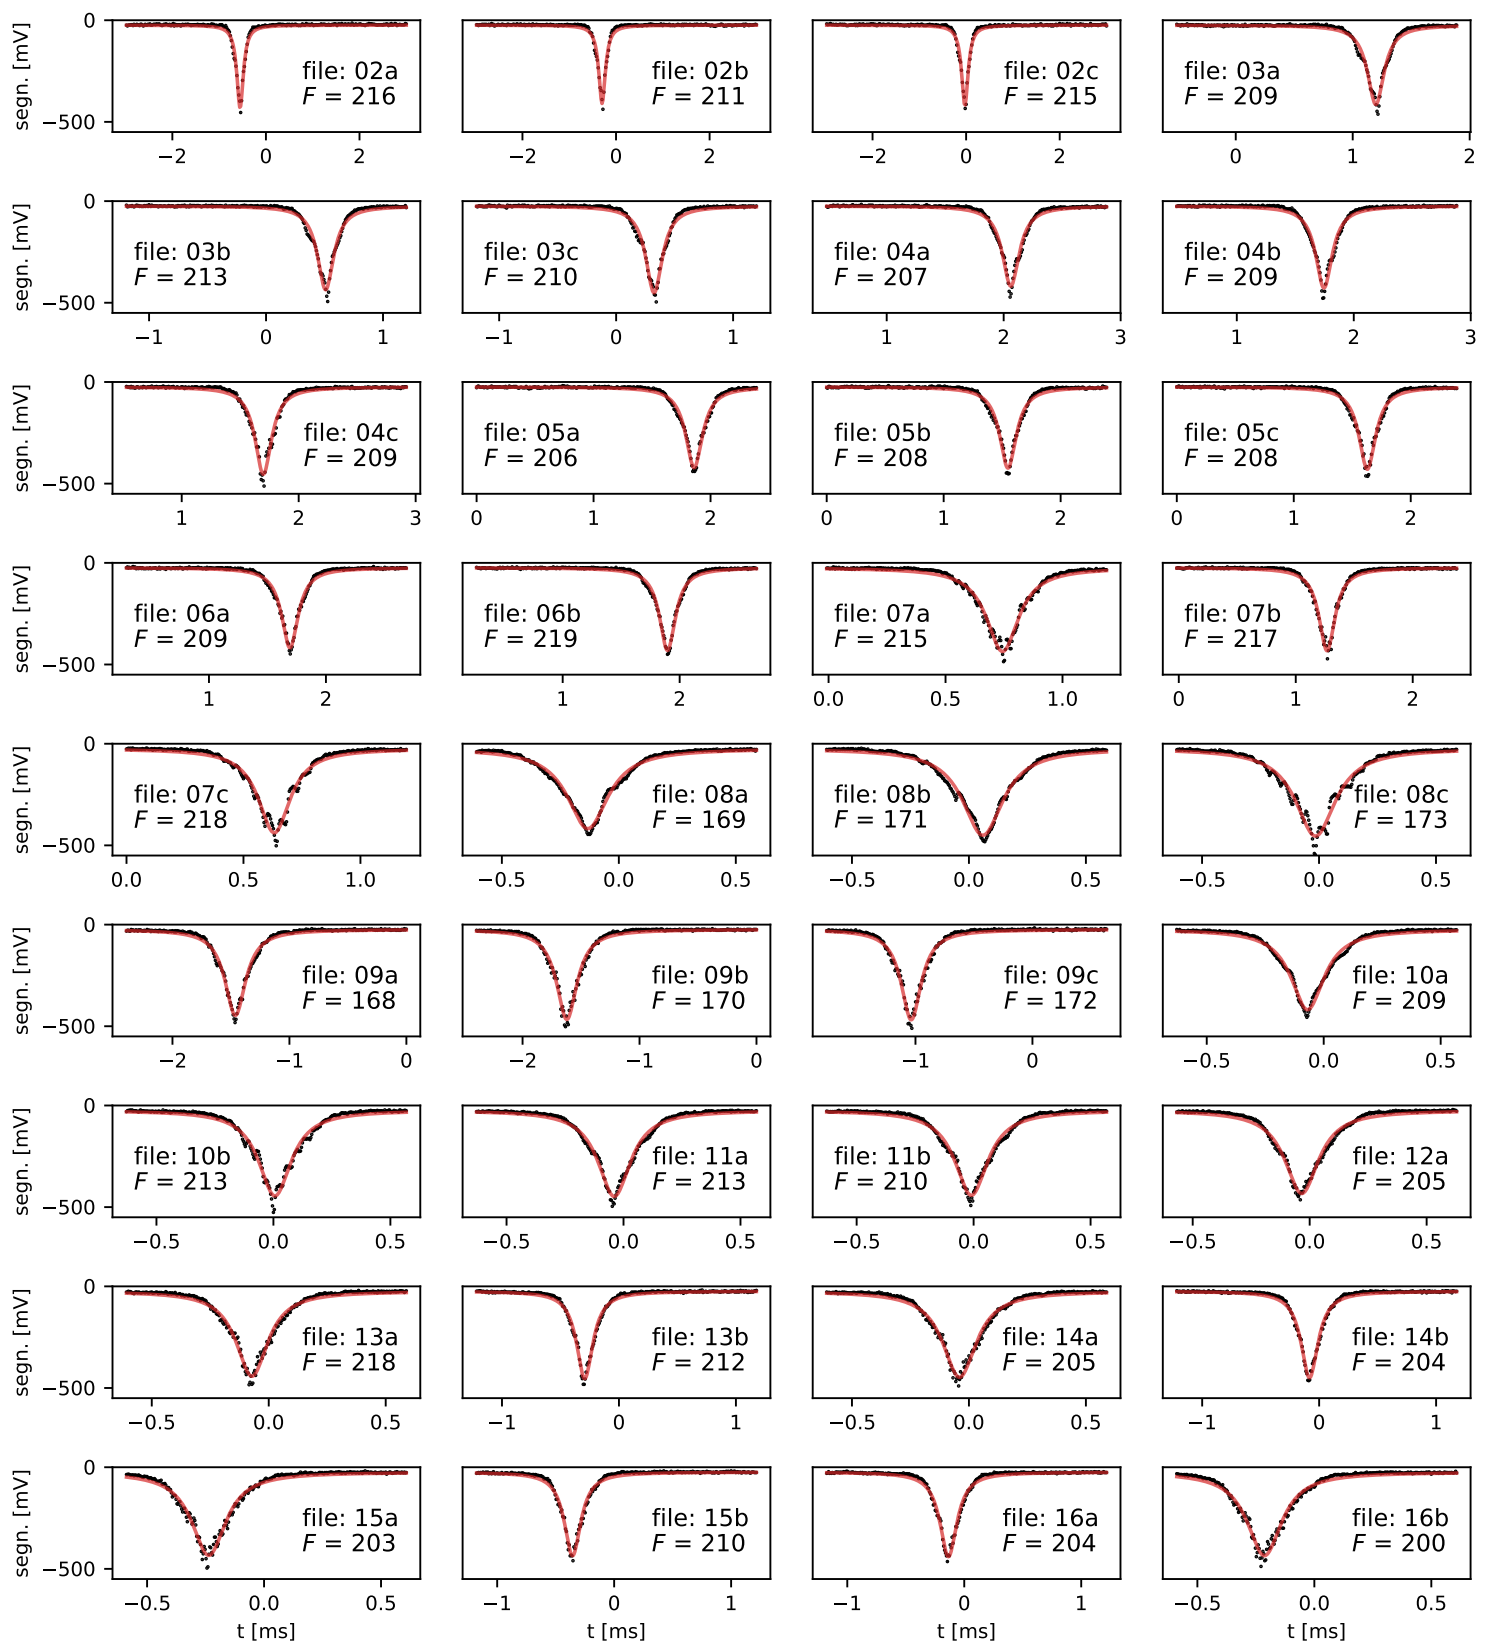 segn. [mV]
0
−500
file: 02a
F = 216
−2 0 2
file: 02b
F = 211
−2 0 2
file: 02c
F = 215
−2 0 2
file: 03a
F = 209
0 1 2
segn. [mV]
0
−500
file: 03b
F = 213
−1 0 1
file: 03c
F = 210
−1 0 1
file: 04a
F = 207
1 2 3
file: 04b
F = 209
1 2 3
segn. [mV]
0
−500
file: 04c
F = 209
1 2 3
file: 05a
F = 206
0 1 2
file: 05b
F = 208
0 1 2
file: 05c
F = 208
0 1 2
segn. [mV]
0
−500
file: 06a
F = 209
1 2
file: 06b
F = 219
1 2
file: 07a
F = 215
0.0 0.5 1.0
file: 07b
F = 217
0 1 2
segn. [mV]
0
−500
file: 07c
F = 218
0.0 0.5 1.0
file: 08a
F = 169
−0.5 0.0 0.5
file: 08b
F = 171
−0.5 0.0 0.5
file: 08c
F = 173
−0.5 0.0 0.5
segn. [mV]
0
−500
file: 09a
F = 168
−2 −1 0
file: 09b
F = 170
−2 −1 0
file: 09c
F = 172
−1 0
file: 10a
F = 209
−0.5 0.0 0.5
segn. [mV]
0
−500
file: 10b
F = 213
−0.5 0.0 0.5
file: 11a
F = 213
−0.5 0.0 0.5
file: 11b
F = 210
−0.5 0.0 0.5
file: 12a
F = 205
−0.5 0.0 0.5
segn. [mV]
0
−500
file: 13a
F = 218
−0.5 0.0 0.5
file: 13b
F = 212
−1 0 1
file: 14a
F = 205
−0.5 0.0 0.5
file: 14b
F = 204
−1 0 1
segn. [mV]
0
−500
file: 15a
F = 203
−0.5 0.0 0.5
t [ms]
file: 15b
F = 210
−1 0 1
t [ms]
file: 16a
F = 204
−1 0 1
t [ms]
file: 16b
F = 200
−0.5 0.0 0.5
t [ms]